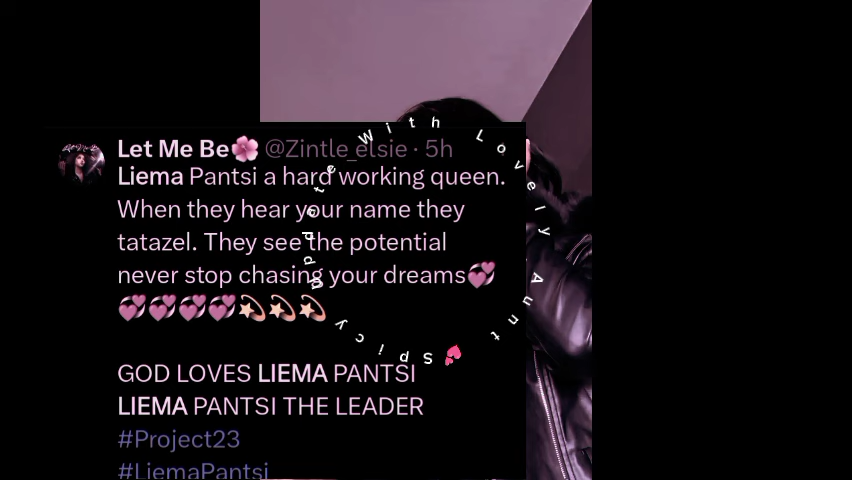 Let Me Be🌸 @Zintle_elsie · 5h
Liema Pantsi a hard working queen.
When they hear your name they
tatazel. They see the potential
never stop chasing your dreams💞
💞💞💞💞💫💫💫
GOD LOVES LIEMA PANTSI
LIEMA PANTSI THE LEADER
#Project23
#LiemaPantsi
With Lovely Aunt 💕 Spicy Update